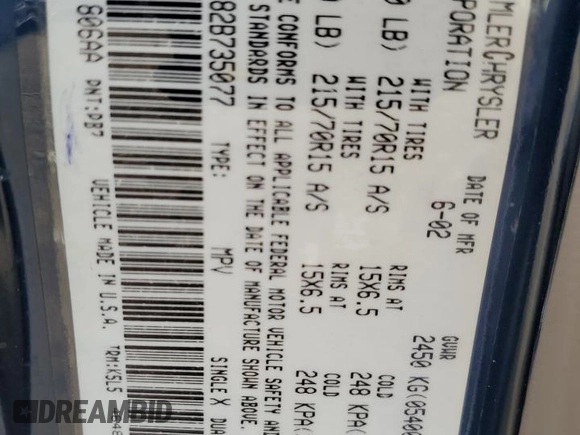 MLERCHRYSLER DATE OF MFR GVWR
PORATION 6-02 2450 KG(05400
WITH TIRES RIMS AT COLD
0 LB) 215/70R15 A/S 15X6.5 248 KPA(
WITH TIRES RIMS AT COLD
LB) 215/70R15 A/S 15X6.5 248 KPA(
E CONFORMS TO ALL APPLICABLE FEDERAL MOTOR VEHICLE SAFETY AN
STANDARDS IN EFFECT ON THE DATE OF MANUFACTURE SHOWN ABOVE.
82B735077 TYPE: MPV SINGLE X DUA
806AA PNT:PB7 VEHICLE MADE IN U.S.A. TRM:K5L5
DREAMBID